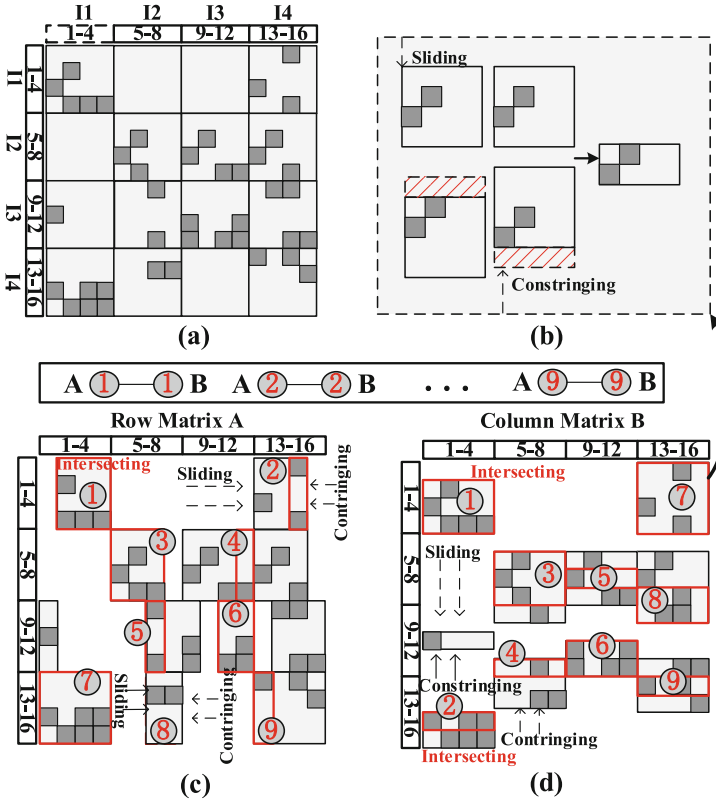 I1 I2 I3 I4
1-4 5-8 9-12 13-16
I1 1-4
I2 5-8
I3 9-12
I4 13-16
(a)
Sliding
Constringing
(b)
A 1 1 B A 2 2 B . . . A 9 9 B
Row Matrix A
1-4 5-8 9-12 13-16
Intersecting
1-4
5-8
9-12
13-16
1
2
3
4
5
6
7
8
9
Sliding
Contringing
Sliding
Contringing
(c)
Column Matrix B
1-4 5-8 9-12 13-16
Intersecting
1-4
5-8
9-12
13-16
1
7
Sliding
3
5
8
4
6
Constringing
2
9
Contringing
Intersecting
(d)